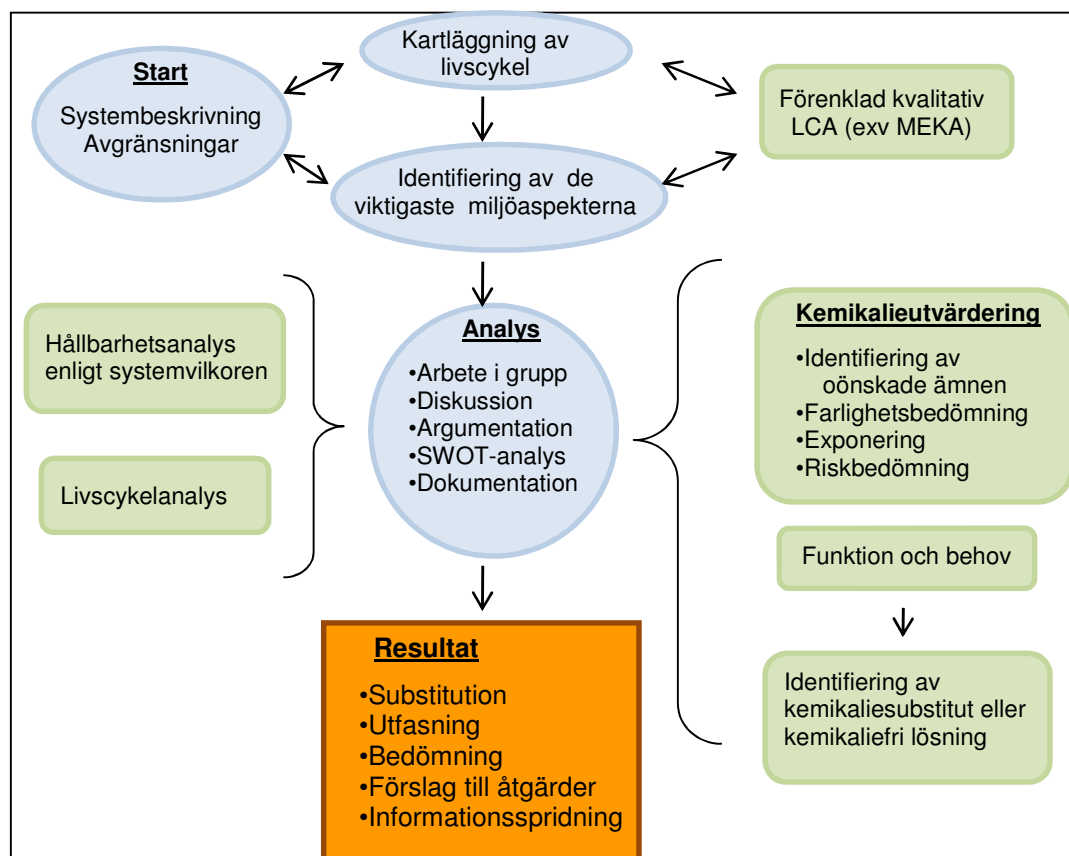 Kartläggning av
livscykel
Start
Systembeskrivning
Avgränsningar
Förenklad kvalitativ
LCA (exv MEKA)
Identifiering av de
viktigaste miljöaspekterna
Hållbarhetsanalys
enligt systemvilkoren
Livscykelanalys
Analys
•Arbete i grupp
•Diskussion
•Argumentation
•SWOT-analys
•Dokumentation
Kemikalieutvärdering
•Identifiering av
oönskade ämnen
•Farlighetsbedömning
•Exponering
•Riskbedömning
Funktion och behov
Identifiering av
kemikaliesubstitut eller
kemikaliefri lösning
Resultat
•Substitution
•Utfasning
•Bedömning
•Förslag till åtgärder
•Informationsspridning